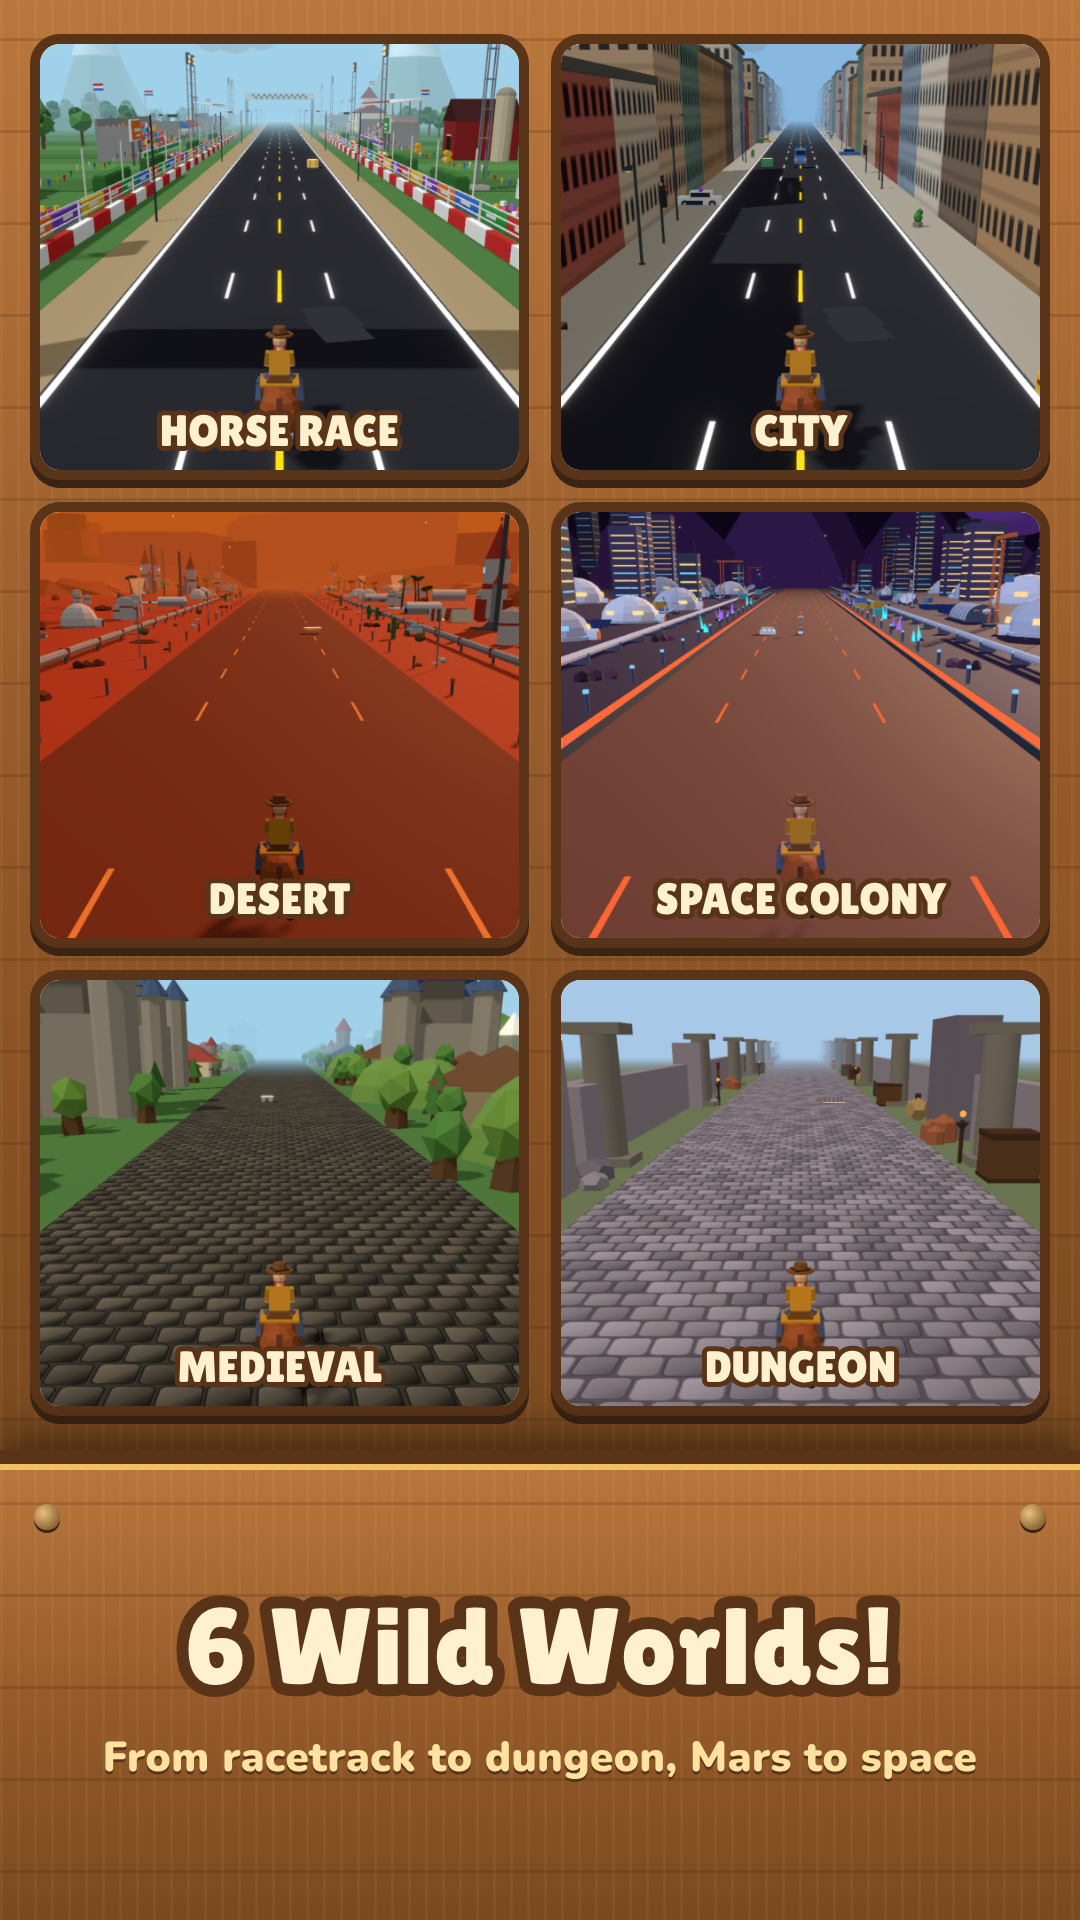 HORSE RACE
CITY
DESERT
SPACE COLONY
MEDIEVAL
DUNGEON
6 Wild Worlds!
From racetrack to dungeon, Mars to space